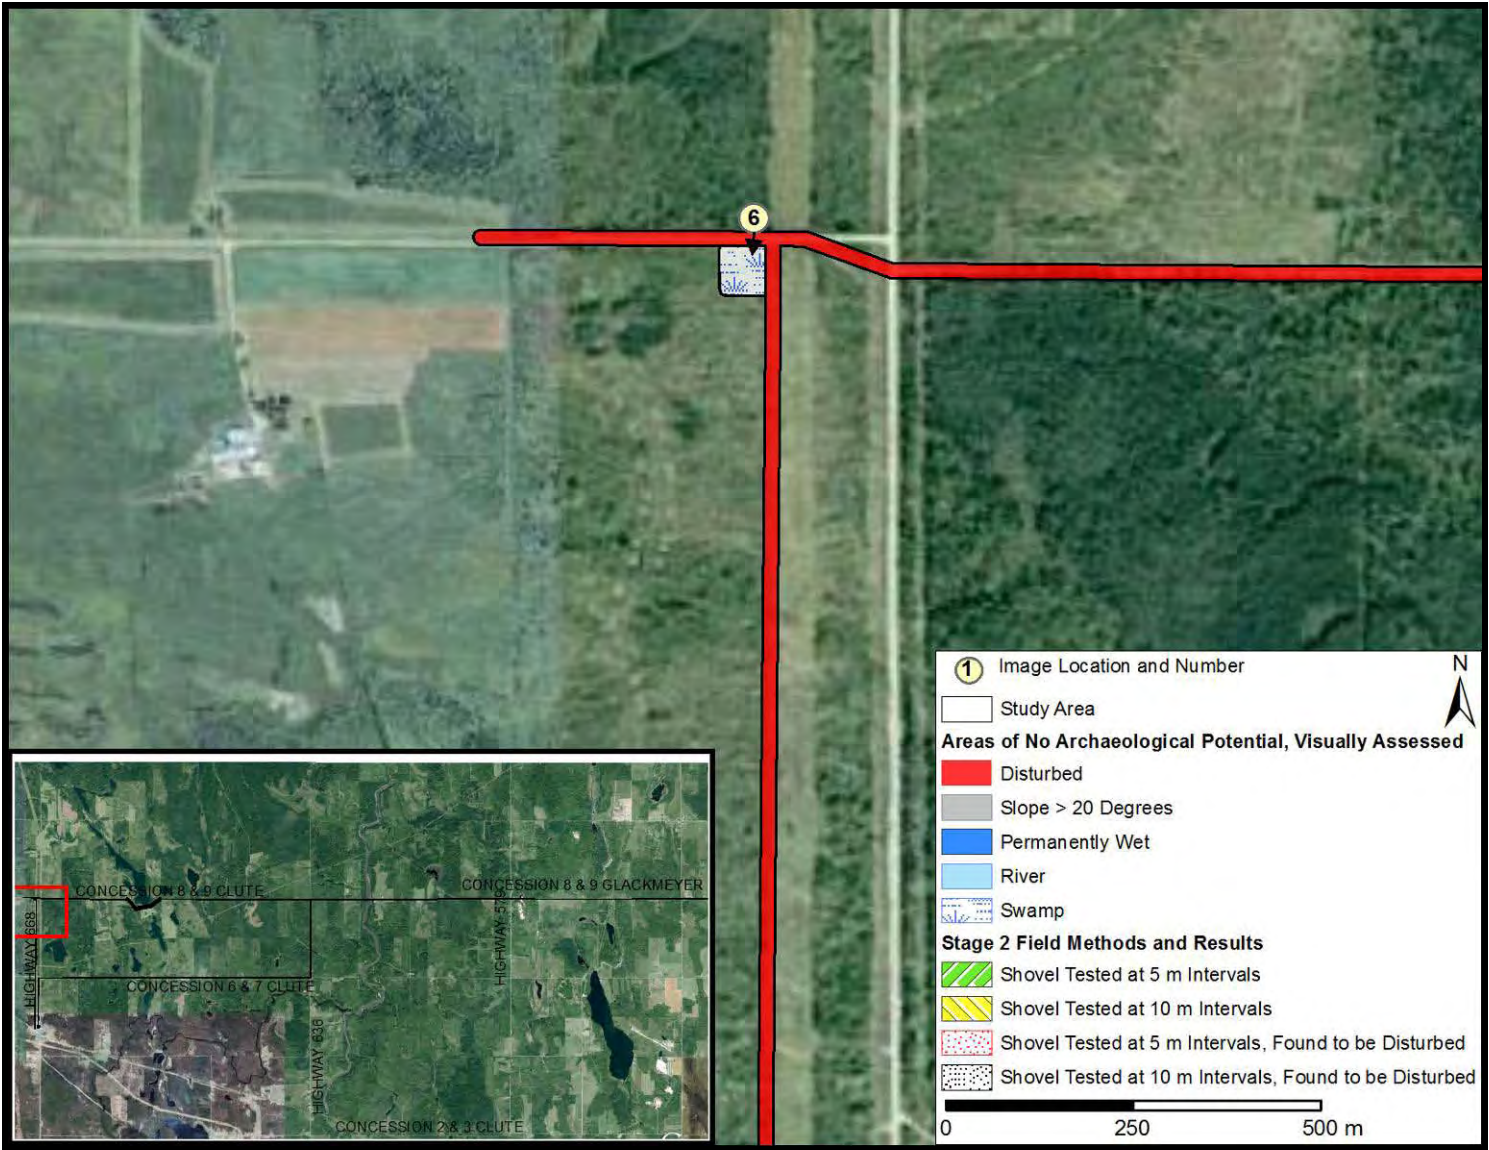 6
1 Image Location and Number
N
Study Area
Areas of No Archaeological Potential, Visually Assessed
Disturbed
Slope > 20 Degrees
Permanently Wet
River
Swamp
Stage 2 Field Methods and Results
Shovel Tested at 5 m Intervals
Shovel Tested at 10 m Intervals
Shovel Tested at 5 m Intervals, Found to be Disturbed
Shovel Tested at 10 m Intervals, Found to be Disturbed
0 250 500 m
CONCESSION 8 & 9 CLUTE
CONCESSION 8 & 9 GLACKMEYER
HIGHWAY 668
HIGHWAY 579
CONCESSION 6 & 7 CLUTE
HIGHWAY 636
CONCESSION 2 & 3 CLUTE